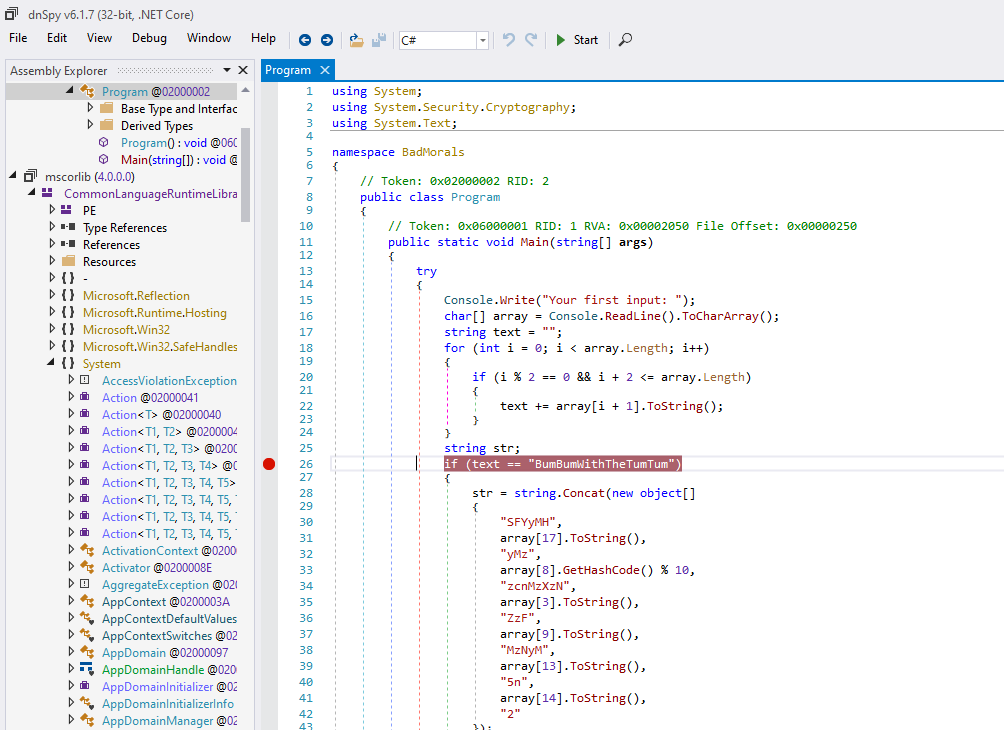 dnSpy v6.1.7 (32-bit, .NET Core)
File Edit View Debug Window Help C# Start
Assembly Explorer
Program @02000002
Base Type and Interfac
Derived Types
Program() : void @060
Main(string[]) : void @
mscorlib (4.0.0.0)
CommonLanguageRuntimeLibra
PE
Type References
References
Resources
{ } -
{ } Microsoft.Reflection
{ } Microsoft.Runtime.Hosting
{ } Microsoft.Win32
{ } Microsoft.Win32.SafeHandles
{ } System
AccessViolationException
Action @02000041
Action<T> @02000040
Action<T1, T2> @0200004
Action<T1, T2, T3> @0200
Action<T1, T2, T3, T4> @0
Action<T1, T2, T3, T4, T5>
Action<T1, T2, T3, T4, T5,
Action<T1, T2, T3, T4, T5,
Action<T1, T2, T3, T4, T5,
ActivationContext @0200
Activator @0200008E
AggregateException @020
AppContext @0200003A
AppContextDefaultValues
AppContextSwitches @02
AppDomain @02000097
AppDomainHandle @020
AppDomainInitializer @02
AppDomainInitializerInfo
AppDomainManager @02
Program
1 using System;
2 using System.Security.Cryptography;
3 using System.Text;
4
5 namespace BadMorals
6 {
7 // Token: 0x02000002 RID: 2
8 public class Program
9 {
10 // Token: 0x06000001 RID: 1 RVA: 0x00002050 File Offset: 0x00000250
11 public static void Main(string[] args)
12 {
13 try
14 {
15 Console.Write("Your first input: ");
16 char[] array = Console.ReadLine().ToCharArray();
17 string text = "";
18 for (int i = 0; i < array.Length; i++)
19 {
20 if (i % 2 == 0 && i + 2 <= array.Length)
21 {
22 text += array[i + 1].ToString();
23 }
24 }
25 string str;
26 if (text == "BumBumWithTheTumTum")
27 {
28 str = string.Concat(new object[]
29 {
30 "SFYyMH",
31 array[17].ToString(),
32 "yMz",
33 array[8].GetHashCode() % 10,
34 "zcnMzXzN",
35 array[3].ToString(),
36 "ZzF",
37 array[9].ToString(),
38 "MzNyM",
39 array[13].ToString(),
40 "5n",
41 array[14].ToString(),
42 "2"
43 });